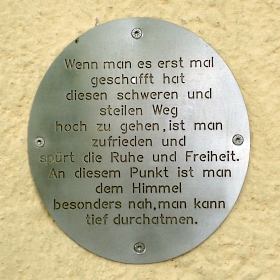 Wenn man es erst mal
geschafft hat
diesen schweren und
steilen Weg
hoch zu gehen,ist man
zufrieden und
spürt die Ruhe und Freiheit.
An diesem Punkt ist man
dem Himmel
besonders nah,man kann
tief durchatmen.